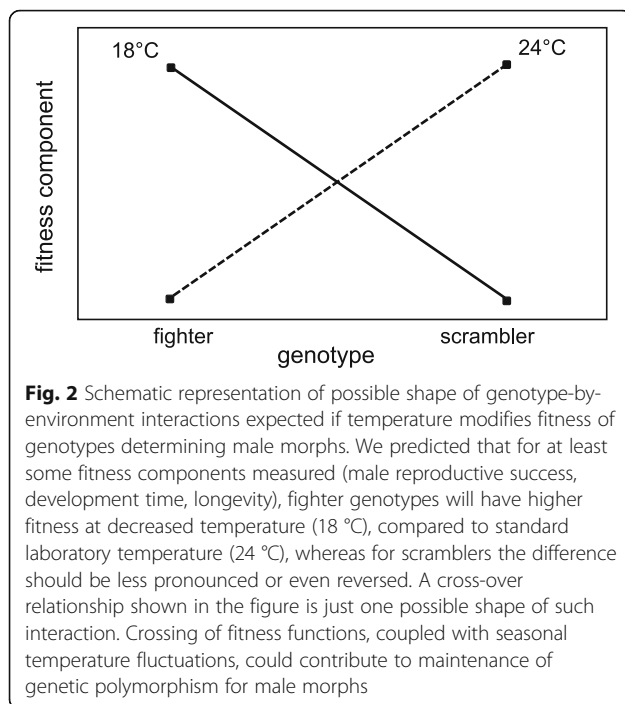 18°C
24°C
fitness component
fighter
scrambler
genotype
Fig. 2 Schematic representation of possible shape of genotype-by-
environment interactions expected if temperature modifies fitness of
genotypes determining male morphs. We predicted that for at least
some fitness components measured (male reproductive success,
development time, longevity), fighter genotypes will have higher
fitness at decreased temperature (18 °C), compared to standard
laboratory temperature (24 °C), whereas for scramblers the difference
should be less pronounced or even reversed. A cross-over
relationship shown in the figure is just one possible shape of such
interaction. Crossing of fitness functions, coupled with seasonal
temperature fluctuations, could contribute to maintenance of
genetic polymorphism for male morphs